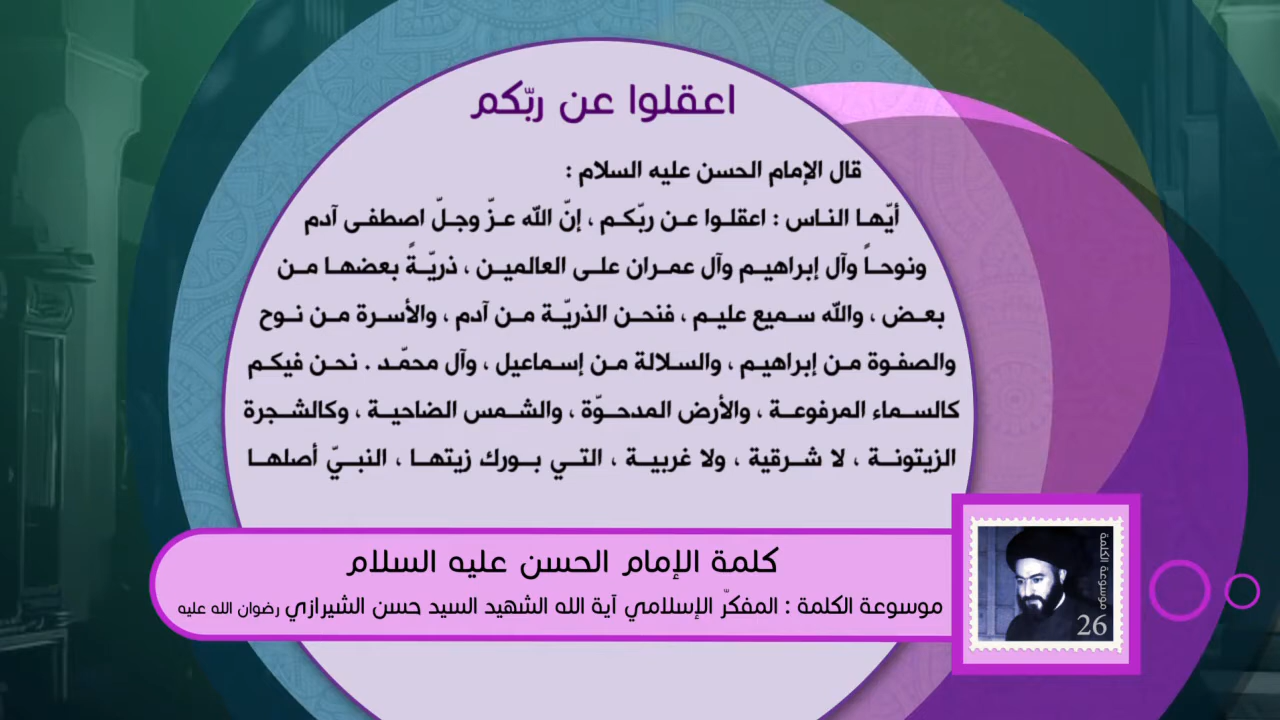 اعقلوا عن ربّكم
قال الإمام الحسن عليه السلام :
أيّها الناس : اعقلوا عن ربّكم ، إنّ الله عزّ وجلّ اصطفى آدم
ونوحاً وآل إبراهيم وآل عمران على العالمين ، ذريّةً بعضها من
بعض ، والله سميع عليم ، فنحن الذريّة من آدم ، والأسرة من نوح
والصفوة من إبراهيم ، والسلالة من إسماعيل ، وآل محمّد . نحن فيكم
كالسماء المرفوعة ، والأرض المدحوّة ، والشمس الضاحية ، وكالشجرة
الزيتونة ، لا شرقية ، ولا غربية ، التي بورك زيتها ، النبيّ أصلها
كلمة الإمام الحسن عليه السلام
موسوعة الكلمة : المفكّر الإسلامي آية الله الشهيد السيد حسن الشيرازي رضوان الله عليه
موسوعة الكلمة
26